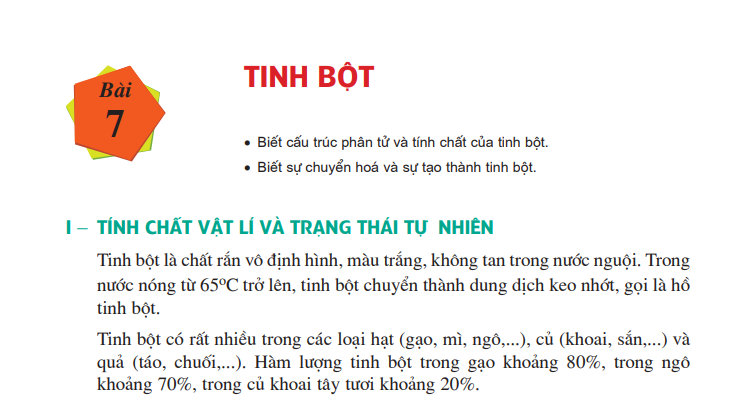 Bài
7
TINH BỘT
• Biết cấu trúc phân tử và tính chất của tinh bột.
• Biết sự chuyển hoá và sự tạo thành tinh bột.
I – TÍNH CHẤT VẬT LÍ VÀ TRẠNG THÁI TỰ NHIÊN
Tinh bột là chất rắn vô định hình, màu trắng, không tan trong nước nguội. Trong
nước nóng từ 65ºC trở lên, tinh bột chuyển thành dung dịch keo nhớt, gọi là hồ
tinh bột.
Tinh bột có rất nhiều trong các loại hạt (gạo, mì, ngô,...), củ (khoai, sắn,...) và
quả (táo, chuối,...). Hàm lượng tinh bột trong gạo khoảng 80%, trong ngô
khoảng 70%, trong củ khoai tây tươi khoảng 20%.